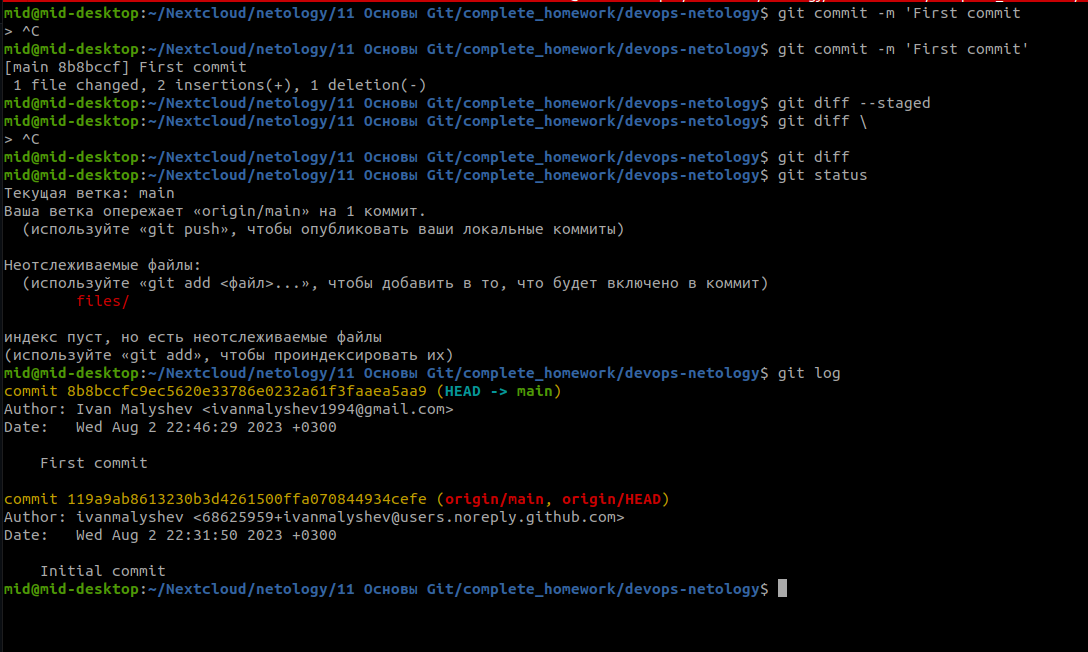 mid@mid-desktop:~/Nextcloud/netology/11 Основы Git/complete_homework/devops-netology$ git commit -m 'First commit
> ^C
mid@mid-desktop:~/Nextcloud/netology/11 Основы Git/complete_homework/devops-netology$ git commit -m 'First commit'
[main 8b8bccf] First commit
 1 file changed, 2 insertions(+), 1 deletion(-)
mid@mid-desktop:~/Nextcloud/netology/11 Основы Git/complete_homework/devops-netology$ git diff --staged
mid@mid-desktop:~/Nextcloud/netology/11 Основы Git/complete_homework/devops-netology$ git diff \
> ^C
mid@mid-desktop:~/Nextcloud/netology/11 Основы Git/complete_homework/devops-netology$ git diff
mid@mid-desktop:~/Nextcloud/netology/11 Основы Git/complete_homework/devops-netology$ git status
Текущая ветка: main
Ваша ветка опережает «origin/main» на 1 коммит.
  (используйте «git push», чтобы опубликовать ваши локальные коммиты)

Неотслеживаемые файлы:
  (используйте «git add <файл>...», чтобы добавить в то, что будет включено в коммит)
        files/

индекс пуст, но есть неотслеживаемые файлы
(используйте «git add», чтобы проиндексировать их)
mid@mid-desktop:~/Nextcloud/netology/11 Основы Git/complete_homework/devops-netology$ git log
commit 8b8bccfc9ec5620e33786e0232a61f3faaea5aa9 (HEAD -> main)
Author: Ivan Malyshev <ivanmalyshev1994@gmail.com>
Date:   Wed Aug 2 22:46:29 2023 +0300

    First commit

commit 119a9ab8613230b3d4261500ffa070844934cefe (origin/main, origin/HEAD)
Author: ivanmalyshev <68625959+ivanmalyshev@users.noreply.github.com>
Date:   Wed Aug 2 22:31:50 2023 +0300

    Initial commit
mid@mid-desktop:~/Nextcloud/netology/11 Основы Git/complete_homework/devops-netology$